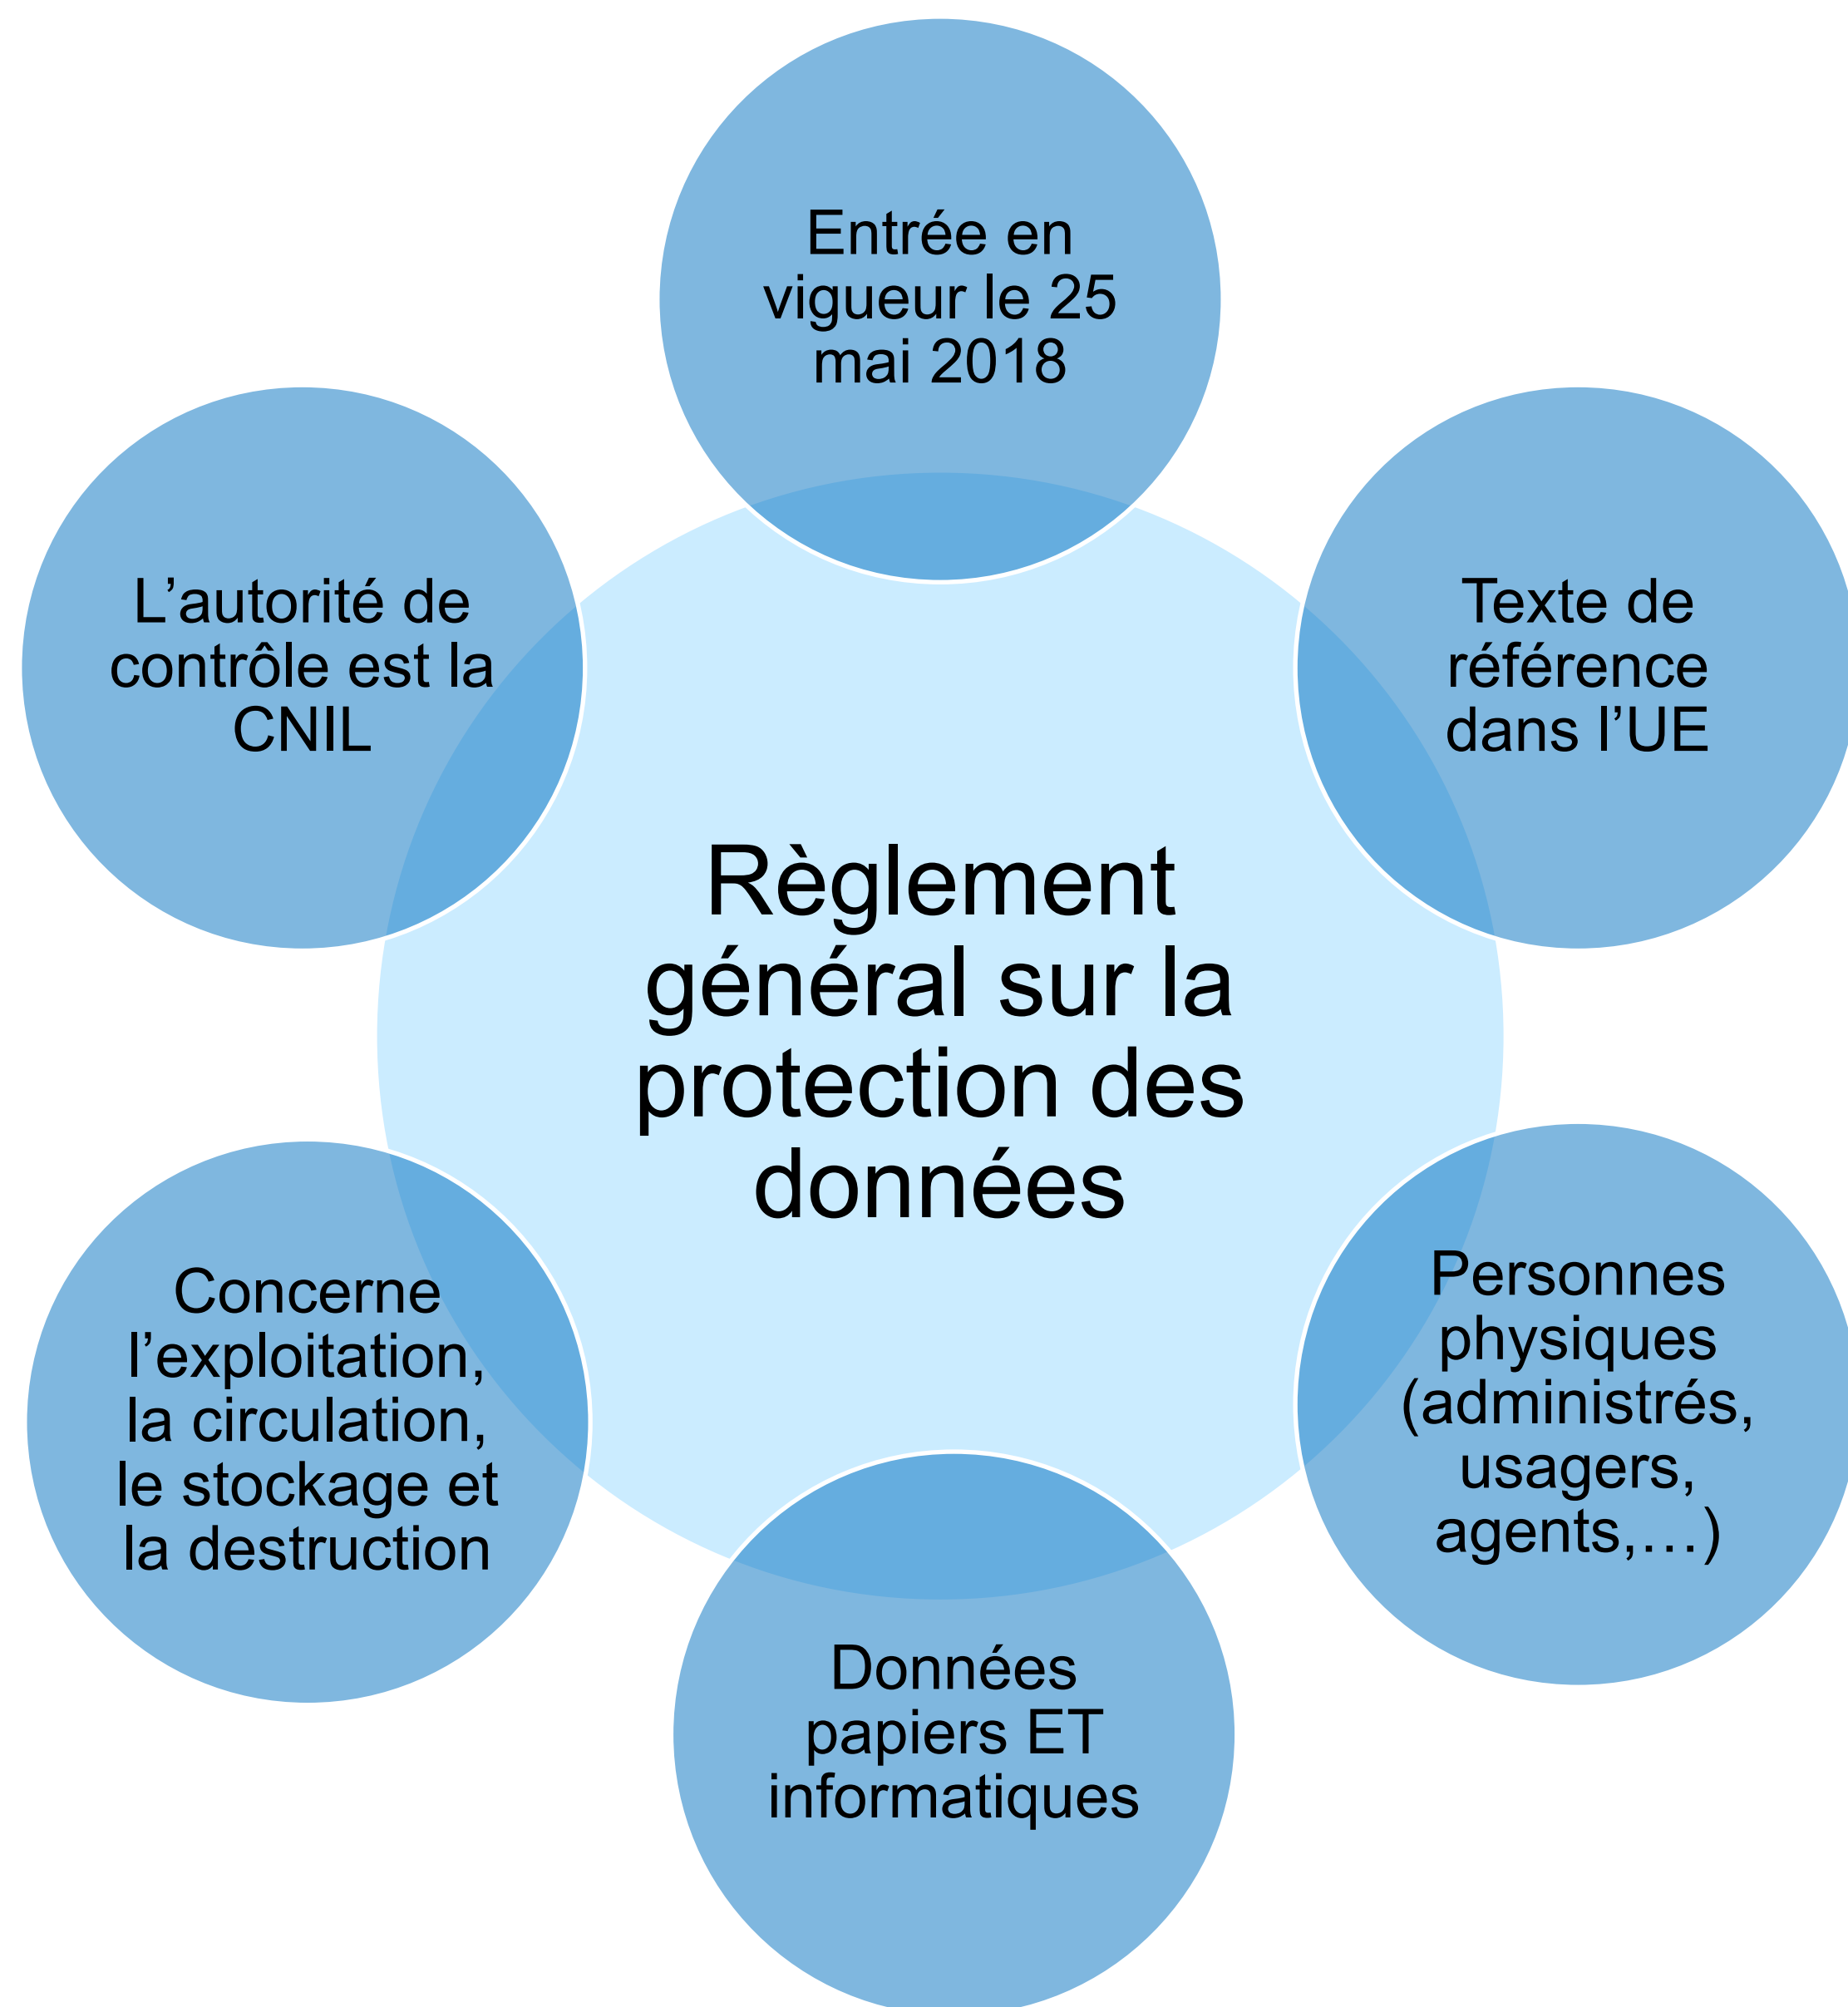 Entrée en
vigueur le 25
mai 2018
Texte de
référence
dans l’UE
Personnes
physiques
(administrés,
usagers,
agents,…)
Données
papiers ET
informatiques
Concerne
l’exploitation,
la circulation,
le stockage et
la destruction
L’autorité de
contrôle est la
CNIL
Règlement
général sur la
protection des
données